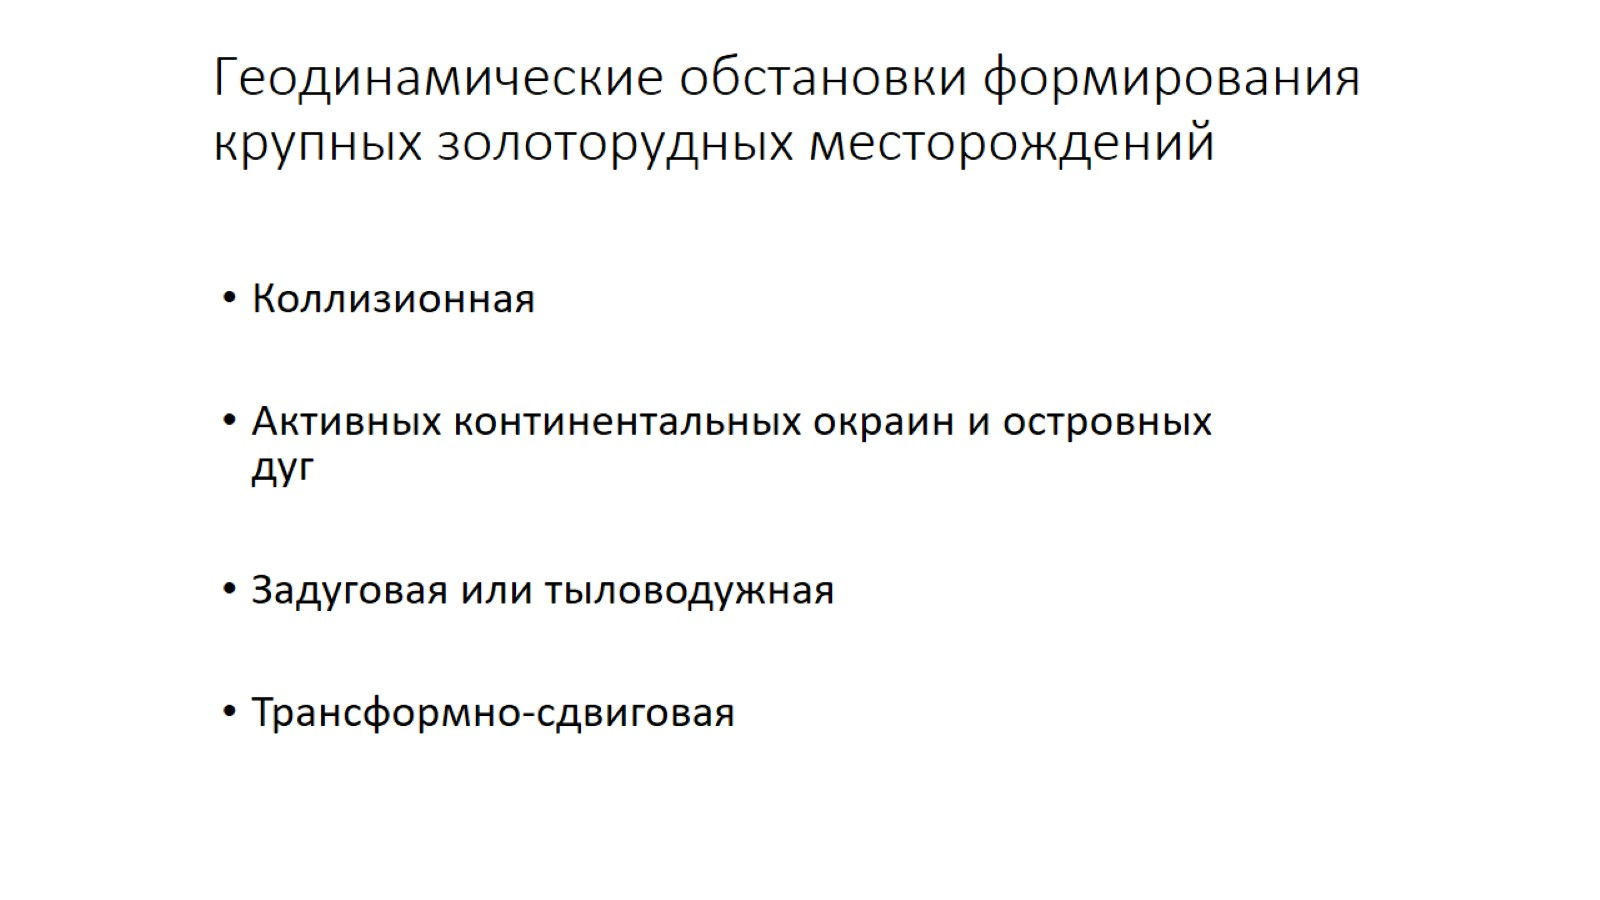 Геодинамические обстановки формирования
крупных золоторудных месторождений
• Коллизионная
• Активных континентальных окраин и островных
дуг
• Задуговая или тыловодужная
• Трансформно-сдвиговая